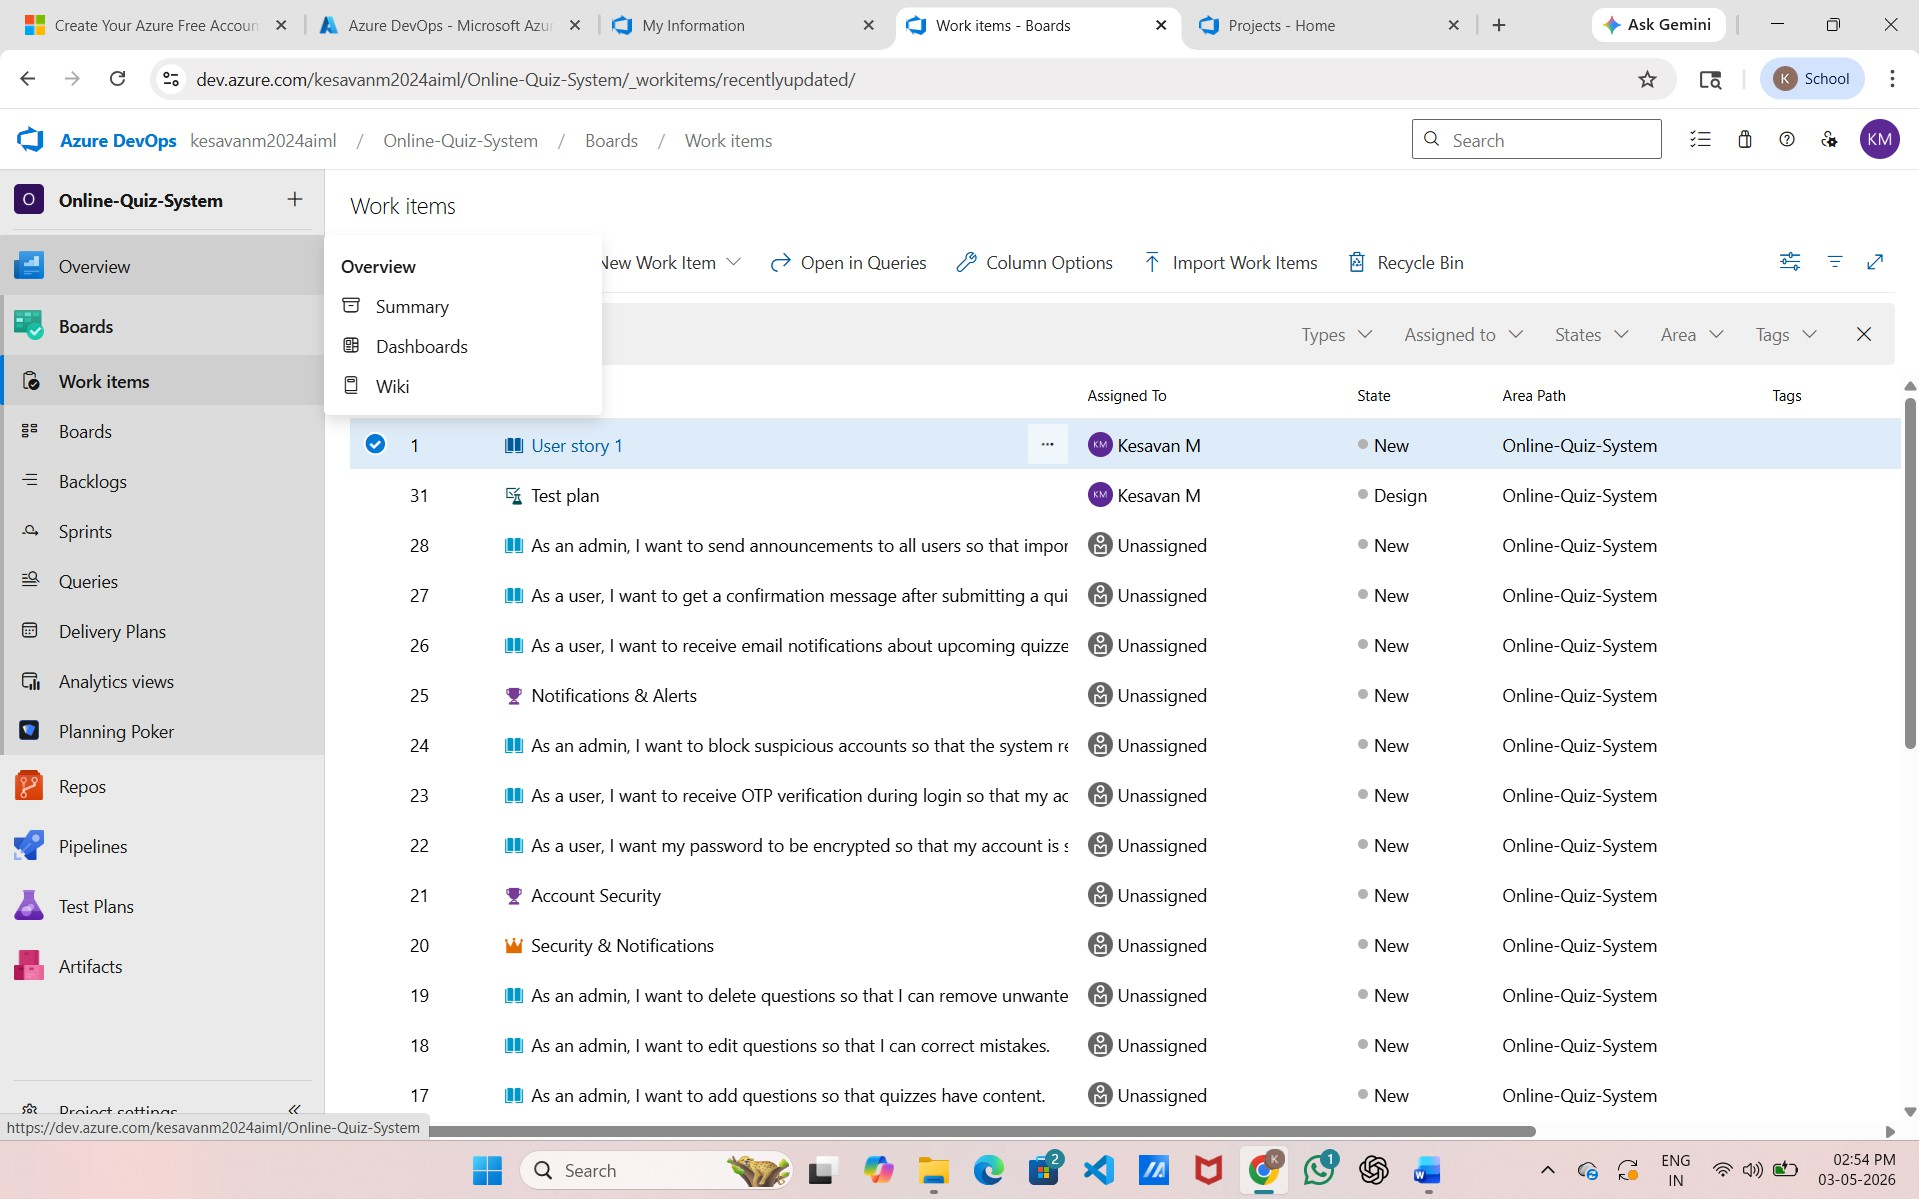 Create Your Azure Free Accoun
Azure DevOps - Microsoft Azu
My Information
Work items - Boards
Projects - Home
Ask Gemini
dev.azure.com/kesavanm2024aiml/Online-Quiz-System/_workitems/recentlyupdated/
K School
Azure DevOps kesavanm2024aiml / Online-Quiz-System / Boards / Work items
Search
KM
O Online-Quiz-System
Work items
Overview
Boards
Work items
Boards
Backlogs
Sprints
Queries
Delivery Plans
Analytics views
Planning Poker
Repos
Pipelines
Test Plans
Artifacts
Project settings
Overview
Summary
Dashboards
Wiki
New Work Item
Open in Queries
Column Options
Import Work Items
Recycle Bin
Types
Assigned to
States
Area
Tags
Assigned To State Area Path Tags
1 User story 1 KM Kesavan M New Online-Quiz-System
31 Test plan KM Kesavan M Design Online-Quiz-System
28 As an admin, I want to send announcements to all users so that impor Unassigned New Online-Quiz-System
27 As a user, I want to get a confirmation message after submitting a qui Unassigned New Online-Quiz-System
26 As a user, I want to receive email notifications about upcoming quizze Unassigned New Online-Quiz-System
25 Notifications & Alerts Unassigned New Online-Quiz-System
24 As an admin, I want to block suspicious accounts so that the system re Unassigned New Online-Quiz-System
23 As a user, I want to receive OTP verification during login so that my ac Unassigned New Online-Quiz-System
22 As a user, I want my password to be encrypted so that my account is s Unassigned New Online-Quiz-System
21 Account Security Unassigned New Online-Quiz-System
20 Security & Notifications Unassigned New Online-Quiz-System
19 As an admin, I want to delete questions so that I can remove unwante Unassigned New Online-Quiz-System
18 As an admin, I want to edit questions so that I can correct mistakes. Unassigned New Online-Quiz-System
17 As an admin, I want to add questions so that quizzes have content. Unassigned New Online-Quiz-System
https://dev.azure.com/kesavanm2024aiml/Online-Quiz-System
Search
2
K
1
ENG
IN
02:54 PM
03-05-2026